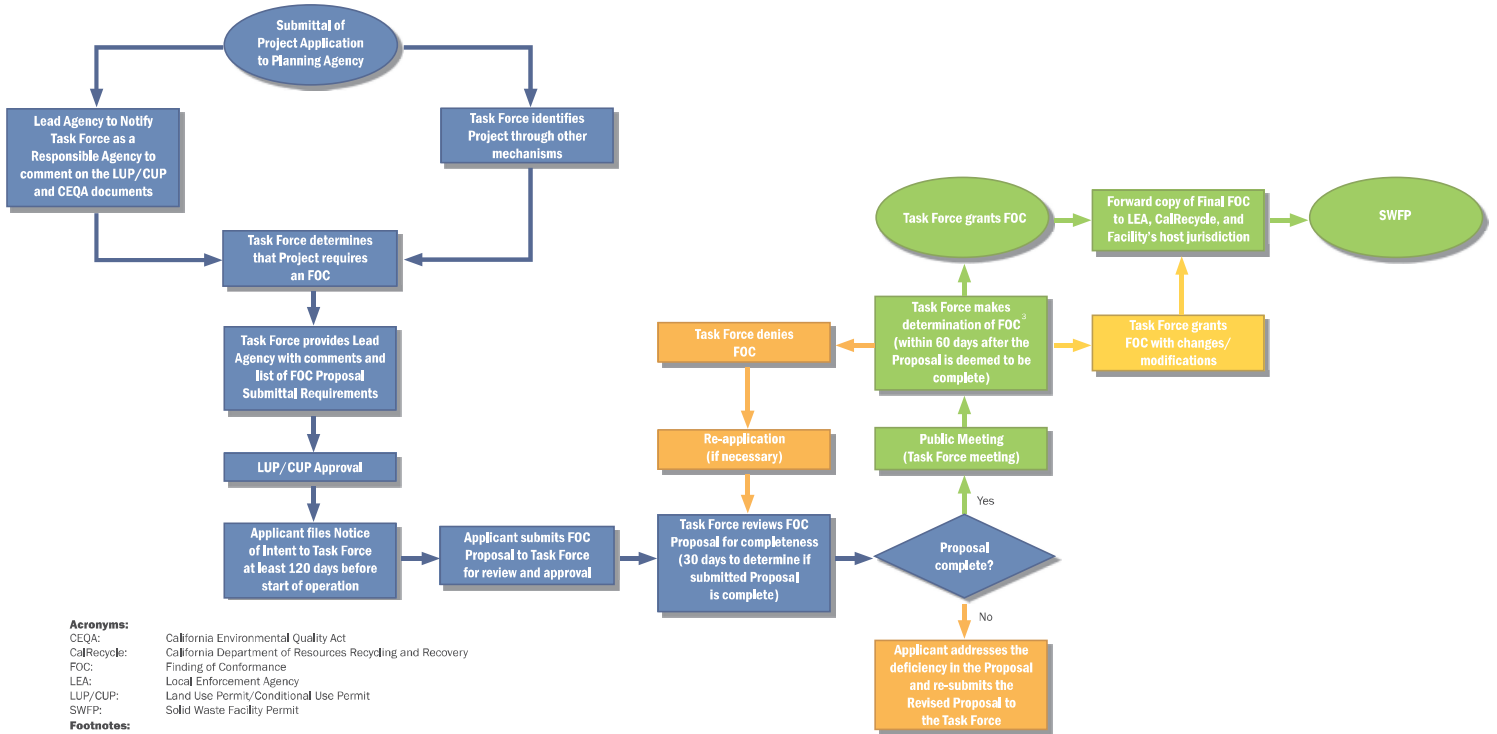 Submittal of
Project Application
to Planning Agency
Lead Agency to Notify
Task Force as a
Responsible Agency to
comment on the LUP/CUP
and CEQA documents
Task Force identifies
Project through other
mechanisms
Task Force determines
that Project requires
an FOC
Task Force provides Lead
Agency with comments and
list of FOC Proposal
Submittal Requirements
LUP/CUP Approval
Applicant files Notice
of Intent to Task Force
at least 120 days before
start of operation
Applicant submits FOC
Proposal to Task Force
for review and approval
Task Force reviews FOC
Proposal for completeness
(30 days to determine if
submitted Proposal
is complete)
Re-application
(if necessary)
Task Force denies
FOC
Proposal
complete?
Yes
No
Applicant addresses the
deficiency in the Proposal
and re-submits the
Revised Proposal to
the Task Force
Public Meeting
(Task Force meeting)
Task Force makes
determination of FOC 3
(within 60 days after the
Proposal is deemed to be
complete)
Task Force grants FOC
Task Force grants
FOC with changes/
modifications
Forward copy of Final FOC
to LEA, CalRecycle, and
Facility's host jurisdiction
SWFP
Acronyms:
CEQA: California Environmental Quality Act
CalRecycle: California Department of Resources Recycling and Recovery
FOC: Finding of Conformance
LEA: Local Enforcement Agency
LUP/CUP: Land Use Permit/Conditional Use Permit
SWFP: Solid Waste Facility Permit
Footnotes: